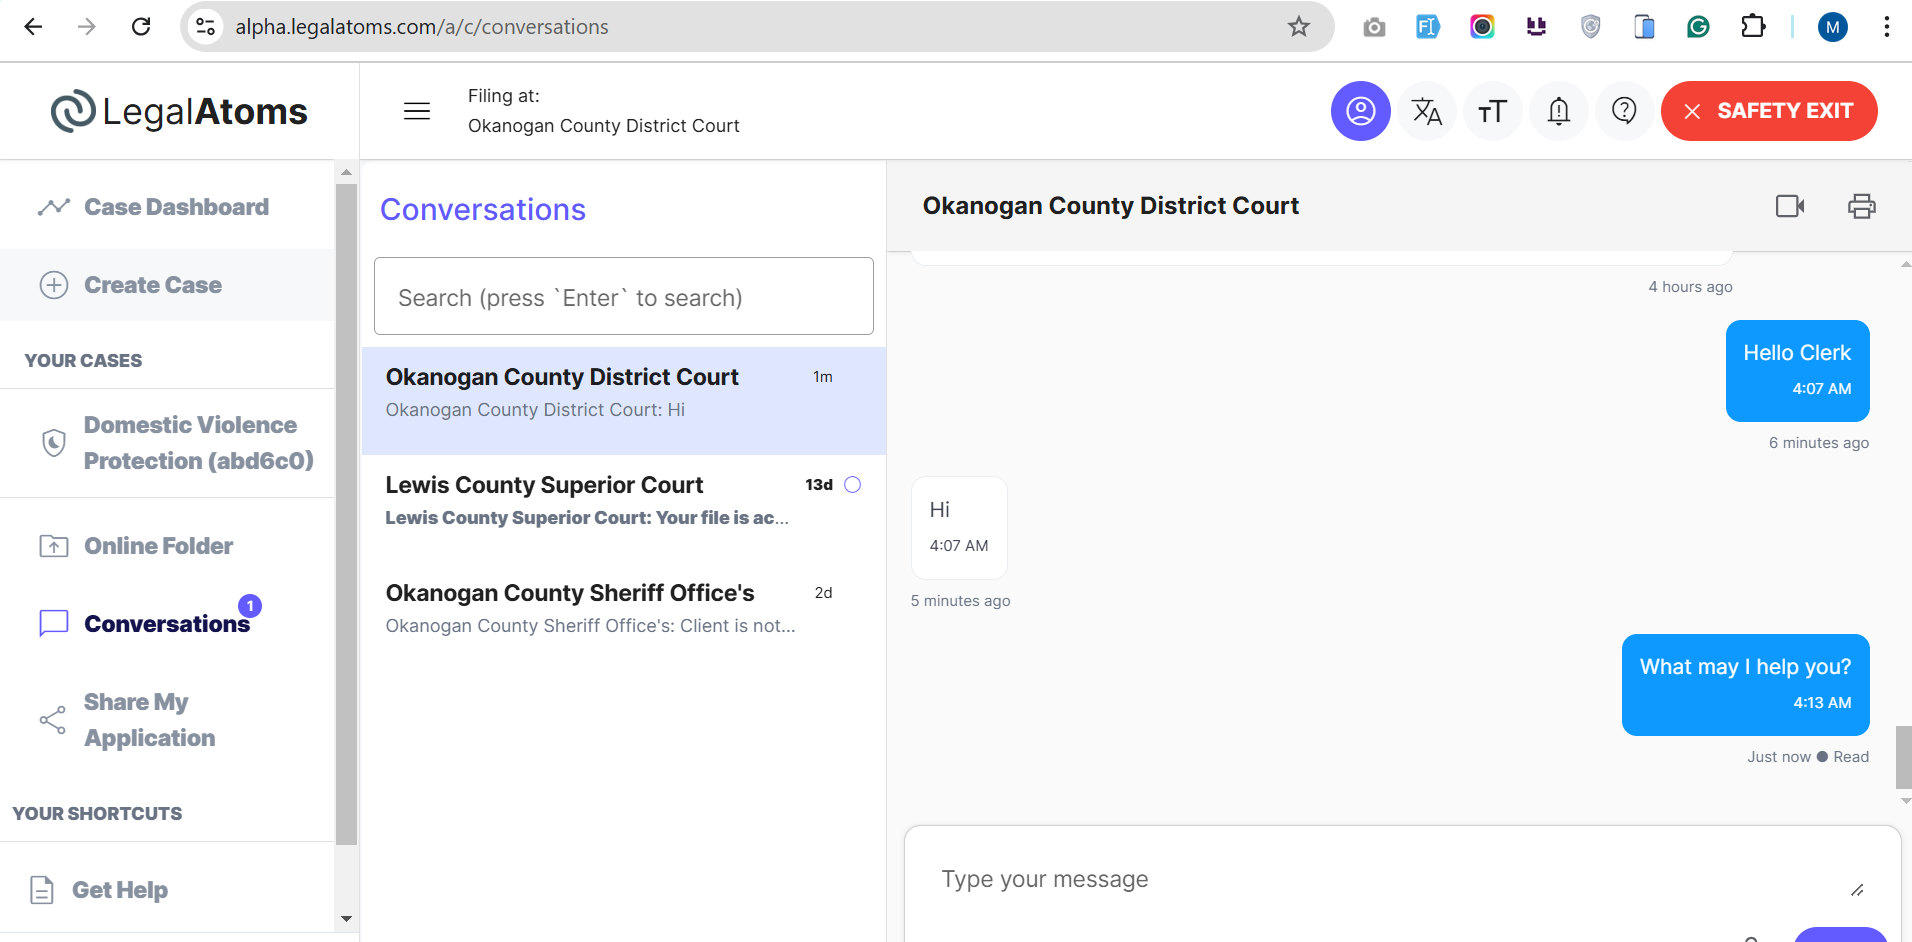 alpha.legalatoms.com/a/c/conversations
M
LegalAtoms
Filing at:
Okanogan County District Court
SAFETY EXIT
Case Dashboard
Create Case
YOUR CASES
Domestic Violence
Protection (abd6c0)
Online Folder
Conversations
1
Share My
Application
YOUR SHORTCUTS
Get Help
Conversations
Search (press `Enter` to search)
Okanogan County District Court
1m
Okanogan County District Court: Hi
Lewis County Superior Court
13d
Lewis County Superior Court: Your file is ac...
Okanogan County Sheriff Office's
2d
Okanogan County Sheriff Office's: Client is not...
Okanogan County District Court
4 hours ago
Hello Clerk
4:07 AM
6 minutes ago
Hi
4:07 AM
5 minutes ago
What may I help you?
4:13 AM
Just now ● Read
Type your message